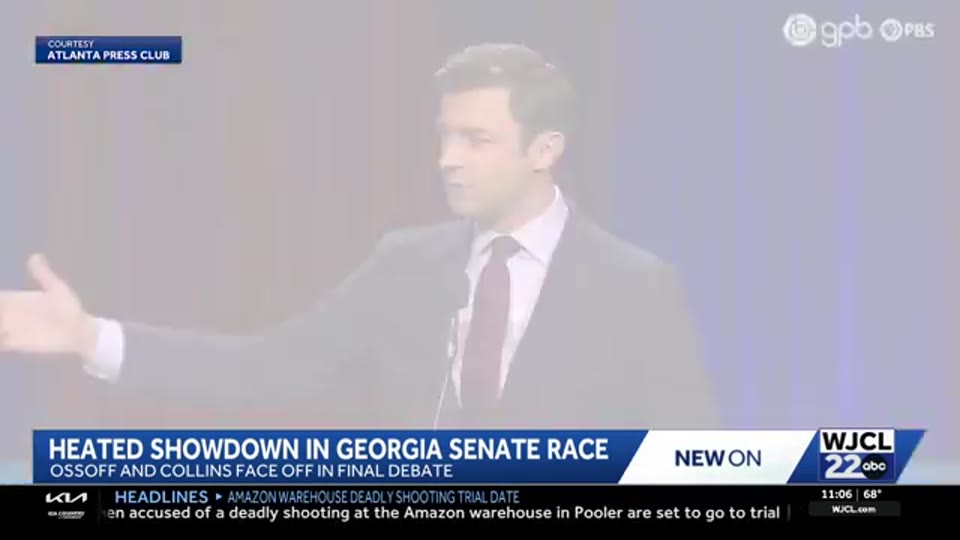 COURTESY
ATLANTA PRESS CLUB
gpb PBS
HEATED SHOWDOWN IN GEORGIA SENATE RACE
OSSOFF AND COLLINS FACE OFF IN FINAL DEBATE
NEW ON
WJCL
22 abc
KIA
HEADLINES ▸ AMAZON WAREHOUSE DEADLY SHOOTING TRIAL DATE
en accused of a deadly shooting at the Amazon warehouse in Pooler are set to go to trial
11:06 68°
WJCL.com